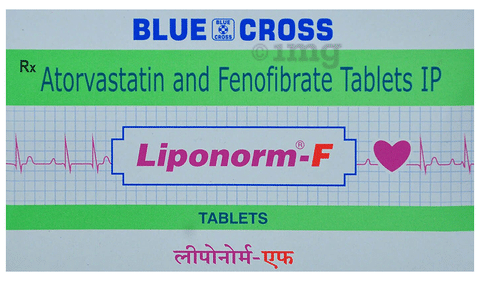 BLUE CROSS
BLUE
CROSS
©1mg
Rx Atorvastatin and Fenofibrate Tablets IP
Liponorm®-F
TABLETS
लीपोनोर्म-एफ